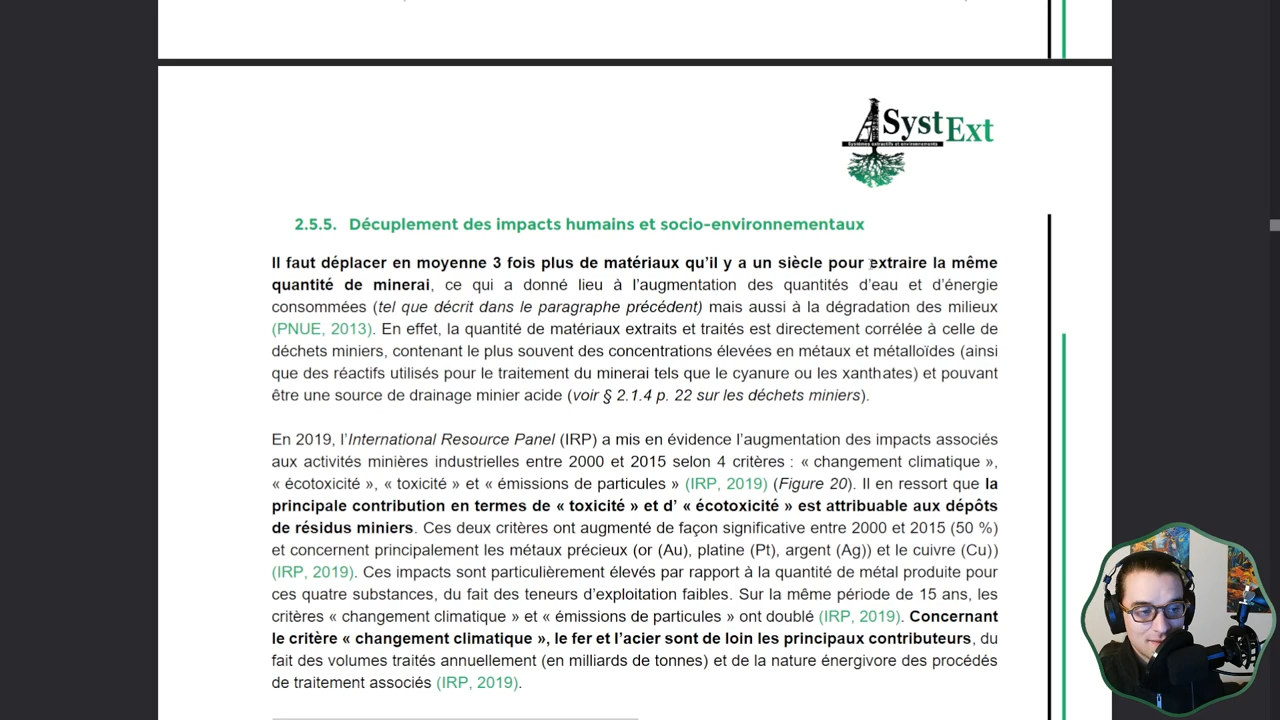 SystExt
Systèmes extractifs et environnements
2.5.5. Décuplement des impacts humains et socio-environnementaux
Il faut déplacer en moyenne 3 fois plus de matériaux qu’il y a un siècle pour extraire la même
quantité de minerai, ce qui a donné lieu à l’augmentation des quantités d’eau et d’énergie
consommées (tel que décrit dans le paragraphe précédent) mais aussi à la dégradation des milieux
(PNUE, 2013). En effet, la quantité de matériaux extraits et traités est directement corrélée à celle de
déchets miniers, contenant le plus souvent des concentrations élevées en métaux et métalloïdes (ainsi
que des réactifs utilisés pour le traitement du minerai tels que le cyanure ou les xanthates) et pouvant
être une source de drainage minier acide (voir § 2.1.4 p. 22 sur les déchets miniers).
En 2019, l’International Resource Panel (IRP) a mis en évidence l’augmentation des impacts associés
aux activités minières industrielles entre 2000 et 2015 selon 4 critères : « changement climatique »,
« écotoxicité », « toxicité » et « émissions de particules » (IRP, 2019) (Figure 20). Il en ressort que la
principale contribution en termes de « toxicité » et d’ « écotoxicité » est attribuable aux dépôts
de résidus miniers. Ces deux critères ont augmenté de façon significative entre 2000 et 2015 (50 %)
et concernent principalement les métaux précieux (or (Au), platine (Pt), argent (Ag)) et le cuivre (Cu))
(IRP, 2019). Ces impacts sont particulièrement élevés par rapport à la quantité de métal produite pour
ces quatre substances, du fait des teneurs d’exploitation faibles. Sur la même période de 15 ans, les
critères « changement climatique » et « émissions de particules » ont doublé (IRP, 2019). Concernant
le critère « changement climatique », le fer et l’acier sont de loin les principaux contributeurs, du
fait des volumes traités annuellement (en milliards de tonnes) et de la nature énergivore des procédés
de traitement associés (IRP, 2019).